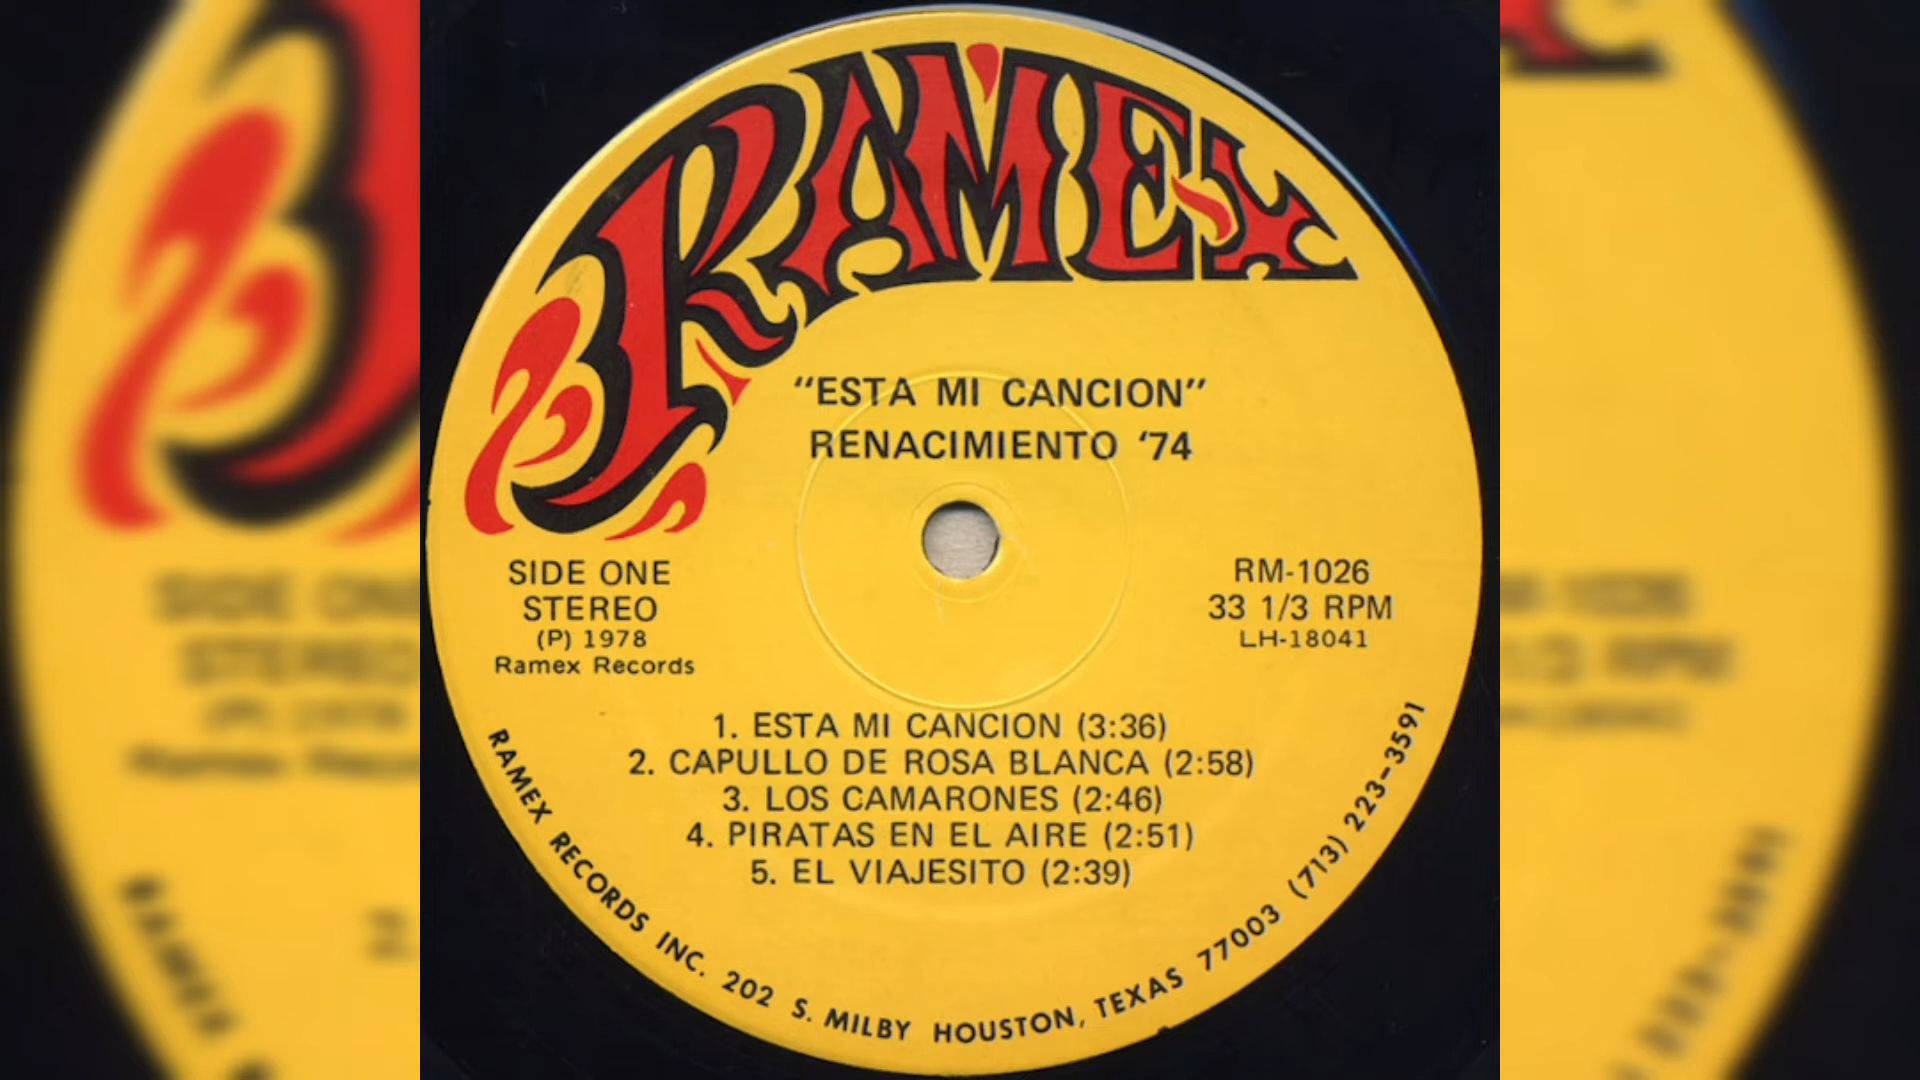 RAMEX
"ESTA MI CANCION"
RENACIMIENTO '74
SIDE ONE
STEREO
(P) 1978
Ramex Records
RM-1026
33 1/3 RPM
LH-18041
1. ESTA MI CANCION (3:36)
2. CAPULLO DE ROSA BLANCA (2:58)
3. LOS CAMARONES (2:46)
4. PIRATAS EN EL AIRE (2:51)
5. EL VIAJESITO (2:39)
RAMEX RECORDS INC. 202 S. MILBY HOUSTON, TEXAS 77003 (713) 223-3591